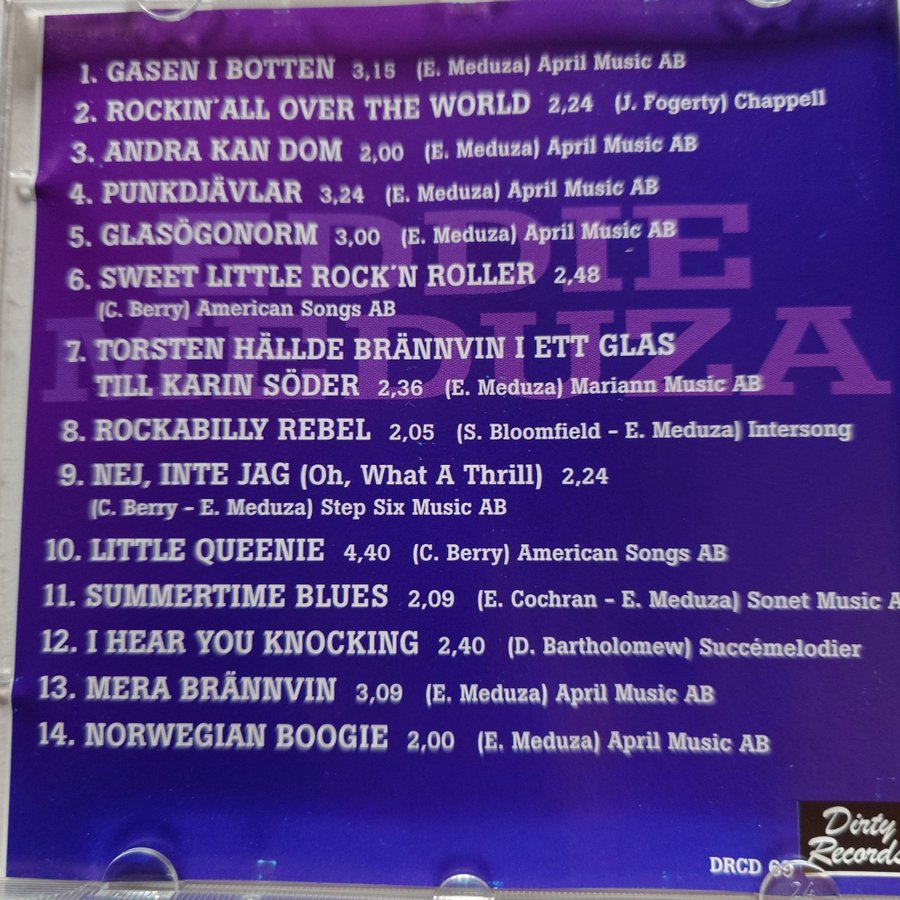 1. GASEN I BOTTEN 3,15 (E. Meduza) April Music AB
2. ROCKIN'ALL OVER THE WORLD 2,24 (J. Fogerty) Chappell
3. ANDRA KAN DOM 2,00 (E. Meduza) April Music AB
4. PUNKDJÄVLAR 3,24 (E. Meduza) April Music AB
5. GLASÖGONORM 3,00 (E. Meduza) April Music AB
EDDIE
6. SWEET LITTLE ROCK'N ROLLER 2,48
(C. Berry) American Songs AB
MEDUZA
7. TORSTEN HÄLLDE BRÄNNVIN I ETT GLAS
TILL KARIN SÖDER 2,36 (E. Meduza) Mariann Music AB
8. ROCKABILLY REBEL 2,05 (S. Bloomfield – E. Meduza) Intersong
9. NEJ, INTE JAG (Oh, What A Thrill) 2,24
(C. Berry – E. Meduza) Step Six Music AB
10. LITTLE QUEENIE 4,40 (C. Berry) American Songs AB
11. SUMMERTIME BLUES 2,09 (E. Cochran – E. Meduza) Sonet Music A
12. I HEAR YOU KNOCKING 2,40 (D. Bartholomew) Succémelodier
13. MERA BRÄNNVIN 3,09 (E. Meduza) April Music AB
14. NORWEGIAN BOOGIE 2,00 (E. Meduza) April Music AB
Dirty
Records
DRCD